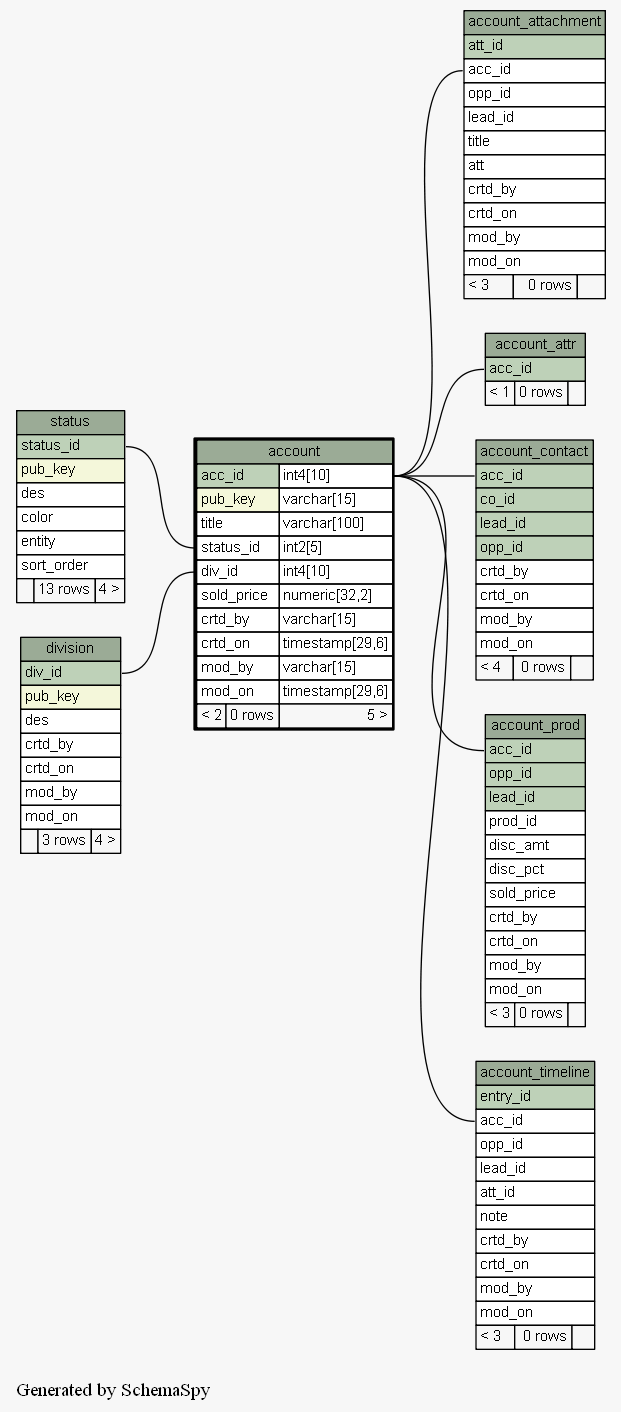 account_attachment
att_id
acc_id
opp_id
lead_id
title
att
crtd_by
crtd_on
mod_by
mod_on
< 3 0 rows
account_attr
acc_id
< 1 0 rows
status
status_id
pub_key
des
color
entity
sort_order
13 rows 4 >
division
div_id
pub_key
des
crtd_by
crtd_on
mod_by
mod_on
3 rows 4 >
account
acc_id int4[10]
pub_key varchar[15]
title varchar[100]
status_id int2[5]
div_id int4[10]
sold_price numeric[32,2]
crtd_by varchar[15]
crtd_on timestamp[29,6]
mod_by varchar[15]
mod_on timestamp[29,6]
< 2 0 rows 5 >
account_contact
acc_id
co_id
lead_id
opp_id
crtd_by
crtd_on
mod_by
mod_on
< 4 0 rows
account_prod
acc_id
opp_id
lead_id
prod_id
disc_amt
disc_pct
sold_price
crtd_by
crtd_on
mod_by
mod_on
< 3 0 rows
account_timeline
entry_id
acc_id
opp_id
lead_id
att_id
note
crtd_by
crtd_on
mod_by
mod_on
< 3 0 rows
Generated by SchemaSpy